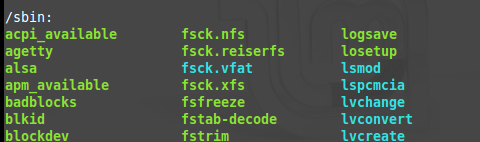 /sbin:
acpi_available fsck.nfs logsave
agetty fsck.reiserfs losetup
alsa fsck.vfat lsmod
apm_available fsck.xfs lspcmcia
badblocks fsfreeze lvchange
blkid fstab-decode lvconvert
blockdev fstrim lvcreate